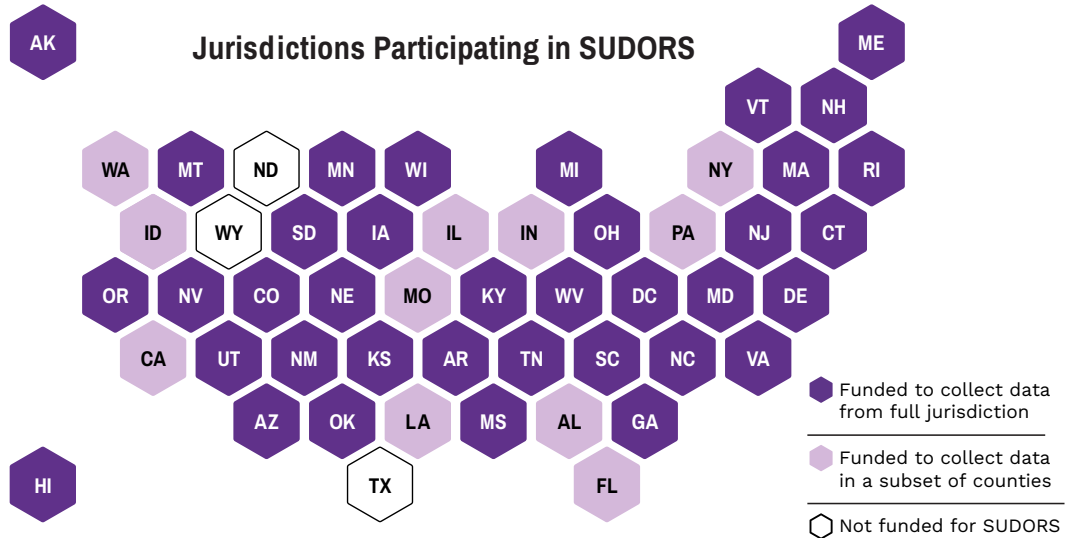 AK
Jurisdictions Participating in SUDORS
ME
VT NH
WA MT ND MN WI MI NY MA RI
ID WY SD IA IL IN OH PA NJ CT
OR NV CO NE MO KY WV DC MD DE
CA UT NM KS AR TN SC NC VA
AZ OK LA MS AL GA
HI TX FL
Funded to collect data
from full jurisdiction
Funded to collect data
in a subset of counties
Not funded for SUDORS